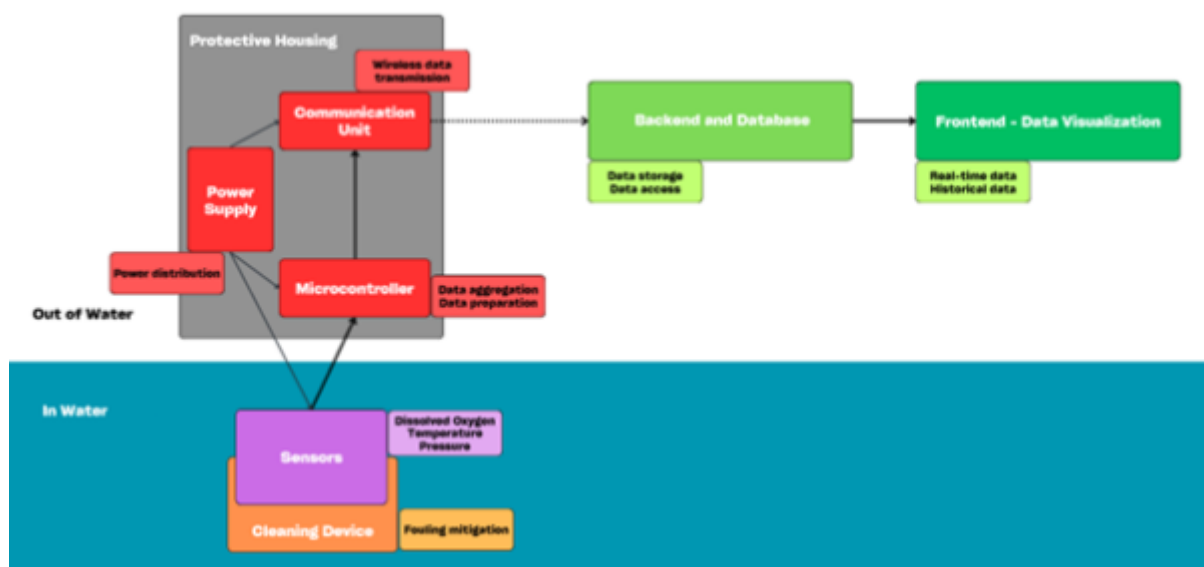 Protective Housing
Wireless data
transmission
Communication
Unit
Backend and Database
Frontend - Data Visualization
Data storage
Data access
Real-time data
Historical data
Power
Supply
Power distribution
Microcontroller
Data aggregation
Data preparation
Out of Water
In Water
Sensors
Dissolved Oxygen
Temperature
Pressure
Cleaning Device
Fouling mitigation